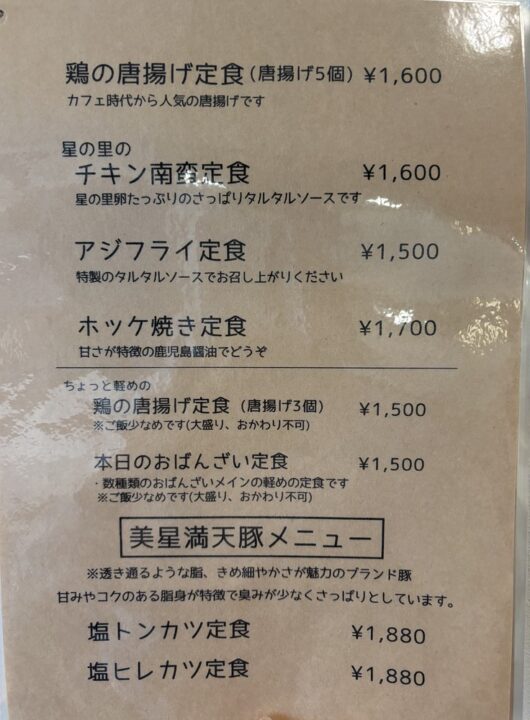 鶏の唐揚げ定食(唐揚げ5個) ¥1,600
カフェ時代から人気の唐揚げです
星の里の
チキン南蛮定食 ¥1,600
星の里卵たっぷりのさっぱりタルタルソースです
アジフライ定食 ¥1,500
特製のタルタルソースでお召し上がりください
ホッケ焼き定食 ¥1,700
甘さが特徴の鹿児島醤油でどうぞ
ちょっと軽めの
鶏の唐揚げ定食(唐揚げ3個) ¥1,500
※ご飯少なめです(大盛り、おかわり不可)
本日のおばんざい定食 ¥1,500
・数種類のおばんざいメインの軽めの定食です
※ご飯少なめです(大盛り、おかわり不可)
美星満天豚メニュー
※透き通るような脂、きめ細やかさが魅力のブランド豚
甘みやコクのある脂身が特徴で臭みが少なくさっぱりとしています。
塩トンカツ定食 ¥1,880
塩ヒレカツ定食 ¥1,880